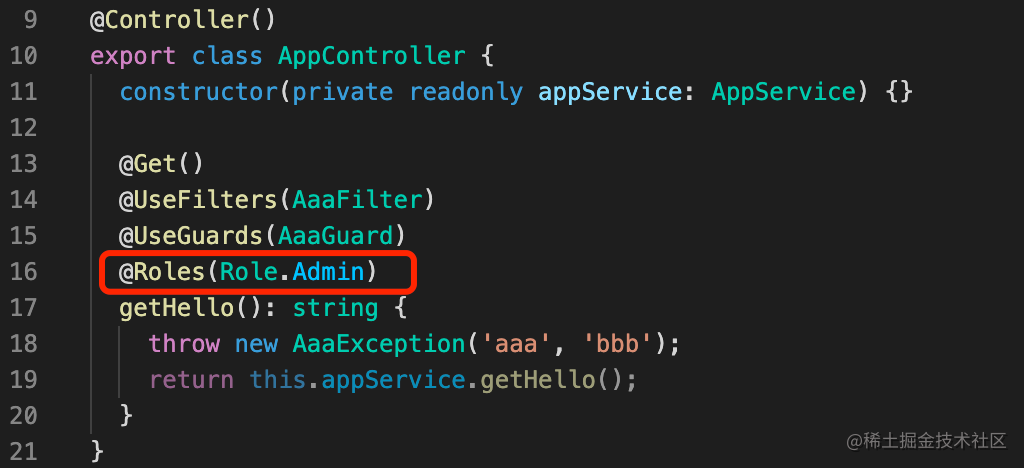 9 @Controller()
10 export class AppController {
11 constructor(private readonly appService: AppService) {}
12
13 @Get()
14 @UseFilters(AaaFilter)
15 @UseGuards(AaaGuard)
16 @Roles(Role.Admin)
17 getHello(): string {
18 throw new AaaException('aaa', 'bbb');
19 return this.appService.getHello();
20 }
21 }
@稀土掘金技术社区